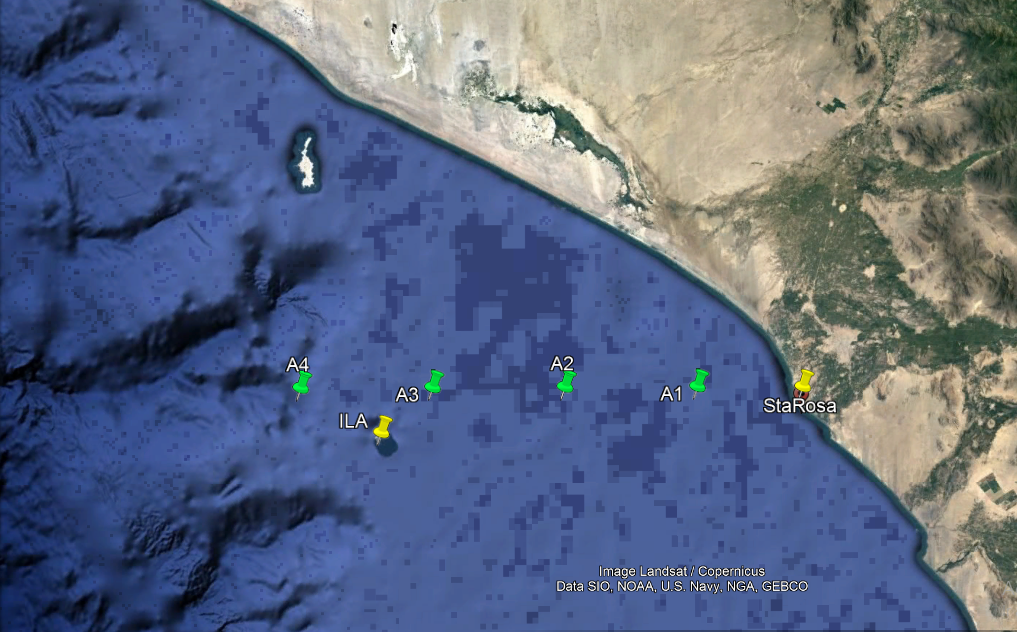 A4
A2
A3
A1
StaRosa
ILA
Image Landsat / Copernicus
Data SIO, NOAA, U.S. Navy, NGA, GEBCO